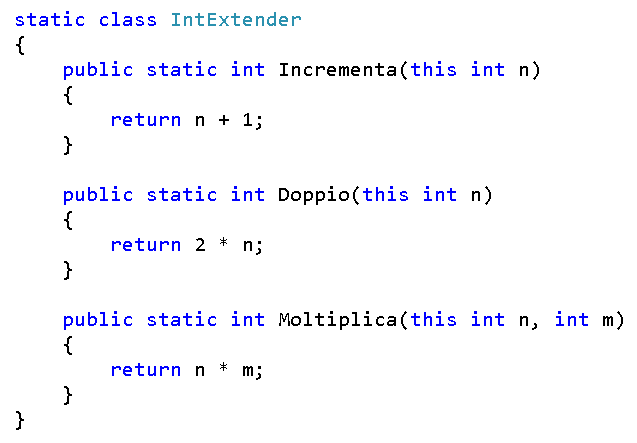 static class IntExtender
{
    public static int Incrementa(this int n)
    {
        return n + 1;
    }

    public static int Doppio(this int n)
    {
        return 2 * n;
    }

    public static int Moltiplica(this int n, int m)
    {
        return n * m;
    }
}